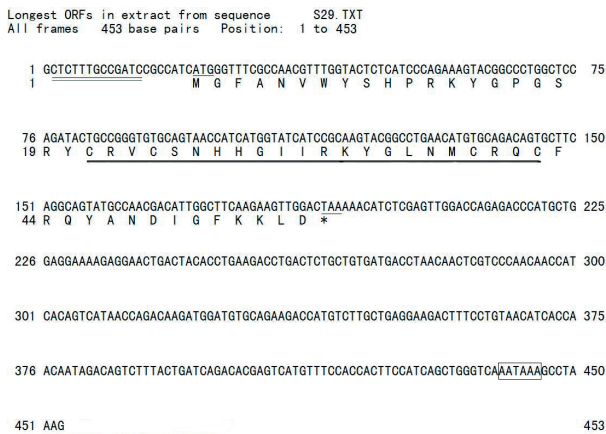 Longest ORFs in extract from sequence S29.TXT
All frames 453 base pairs Position: 1 to 453
1 GCTCTTTGCCGATCCGCCATCATGGGTTTCGCCAACGTTTGGTACTCTCATCCCAGAAAGTACGGCCCTGGCTCC 75
1 M G F A N V W Y S H P R K Y G P G S
76 AGATACTGCCGGGTGTGCAGTAACCATCATGGTATCATCCGCAAGTACGGCCTGAACATGTGCAGACAGTGCTTC 150
19 R Y C R V C S N H H G I I R K Y G L N M C R Q C F
151 AGGCAGTATGCCAACGACATTGGCTTCAAGAAGTTGGACTAAAAACATCTCGAGTTGGACCAGAGACCCATGCTG 225
44 R Q Y A N D I G F K K L D *
226 GAGGAAAAGAGGAACTGACTACACCTGAAGACCTGACTCTGCTGTGATGACCTAACAACTCGTCCCAACAACCAT 300
301 CACAGTCATAACCAGACAAGATGGATGTGCAGAAGACCATGTCTTGCTGAGGAAGACTTTCCTGTAACATCACCA 375
376 ACAATAGACAGTCTTTACTGATCAGACACGAGTCATGTTTCCACCACTTCCATCAGCTGGGTCAAATAAAGCCTA 450
451 AAG 453